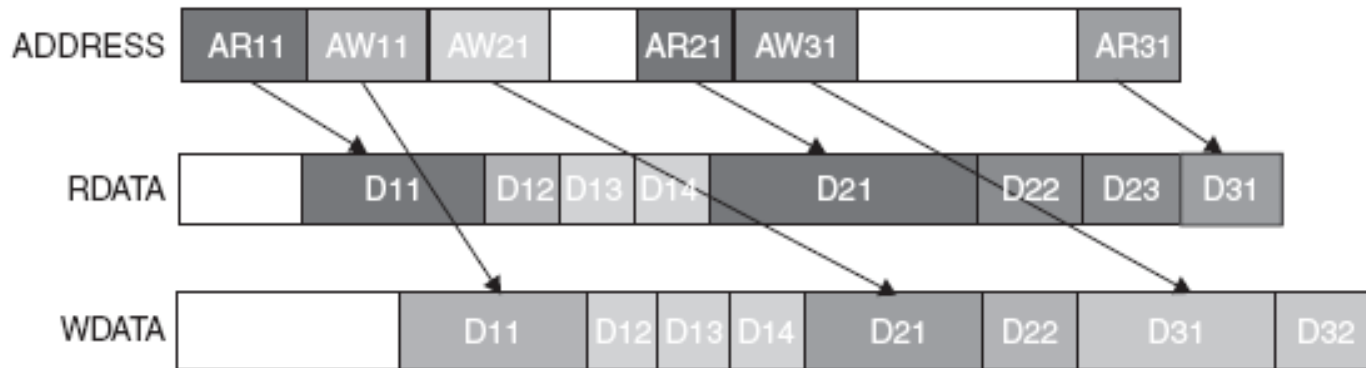 ADDRESS AR11 AW11 AW21 AR21 AW31 AR31
RDATA D11 D12 D13 D14 D21 D22 D23 D31
WDATA D11 D12 D13 D14 D21 D22 D31 D32